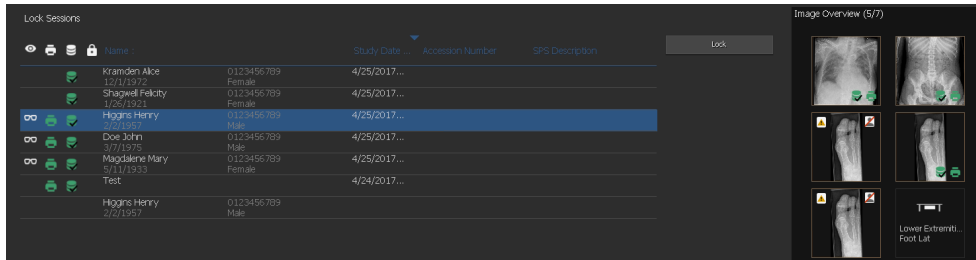 Lock Sessions
Image Overview (5/7)
Name
Study Date ...
Accession Number
SPS Description
Lock
Kramden Alice 0123456789 4/25/2017...
12/1/1972 Female
Shagwell Felicity 0123456789 4/25/2017...
1/26/1921 Female
Higgins Henry 0123456789 4/25/2017...
2/2/1957 Male
Doe John 0123456789 4/25/2017...
3/7/1975 Male
Magdalene Mary 0123456789 4/25/2017...
5/11/1933 Female
Test 4/24/2017...
Higgins Henry 0123456789
2/2/1957 Male
Lower Extremiti...
Foot Lat